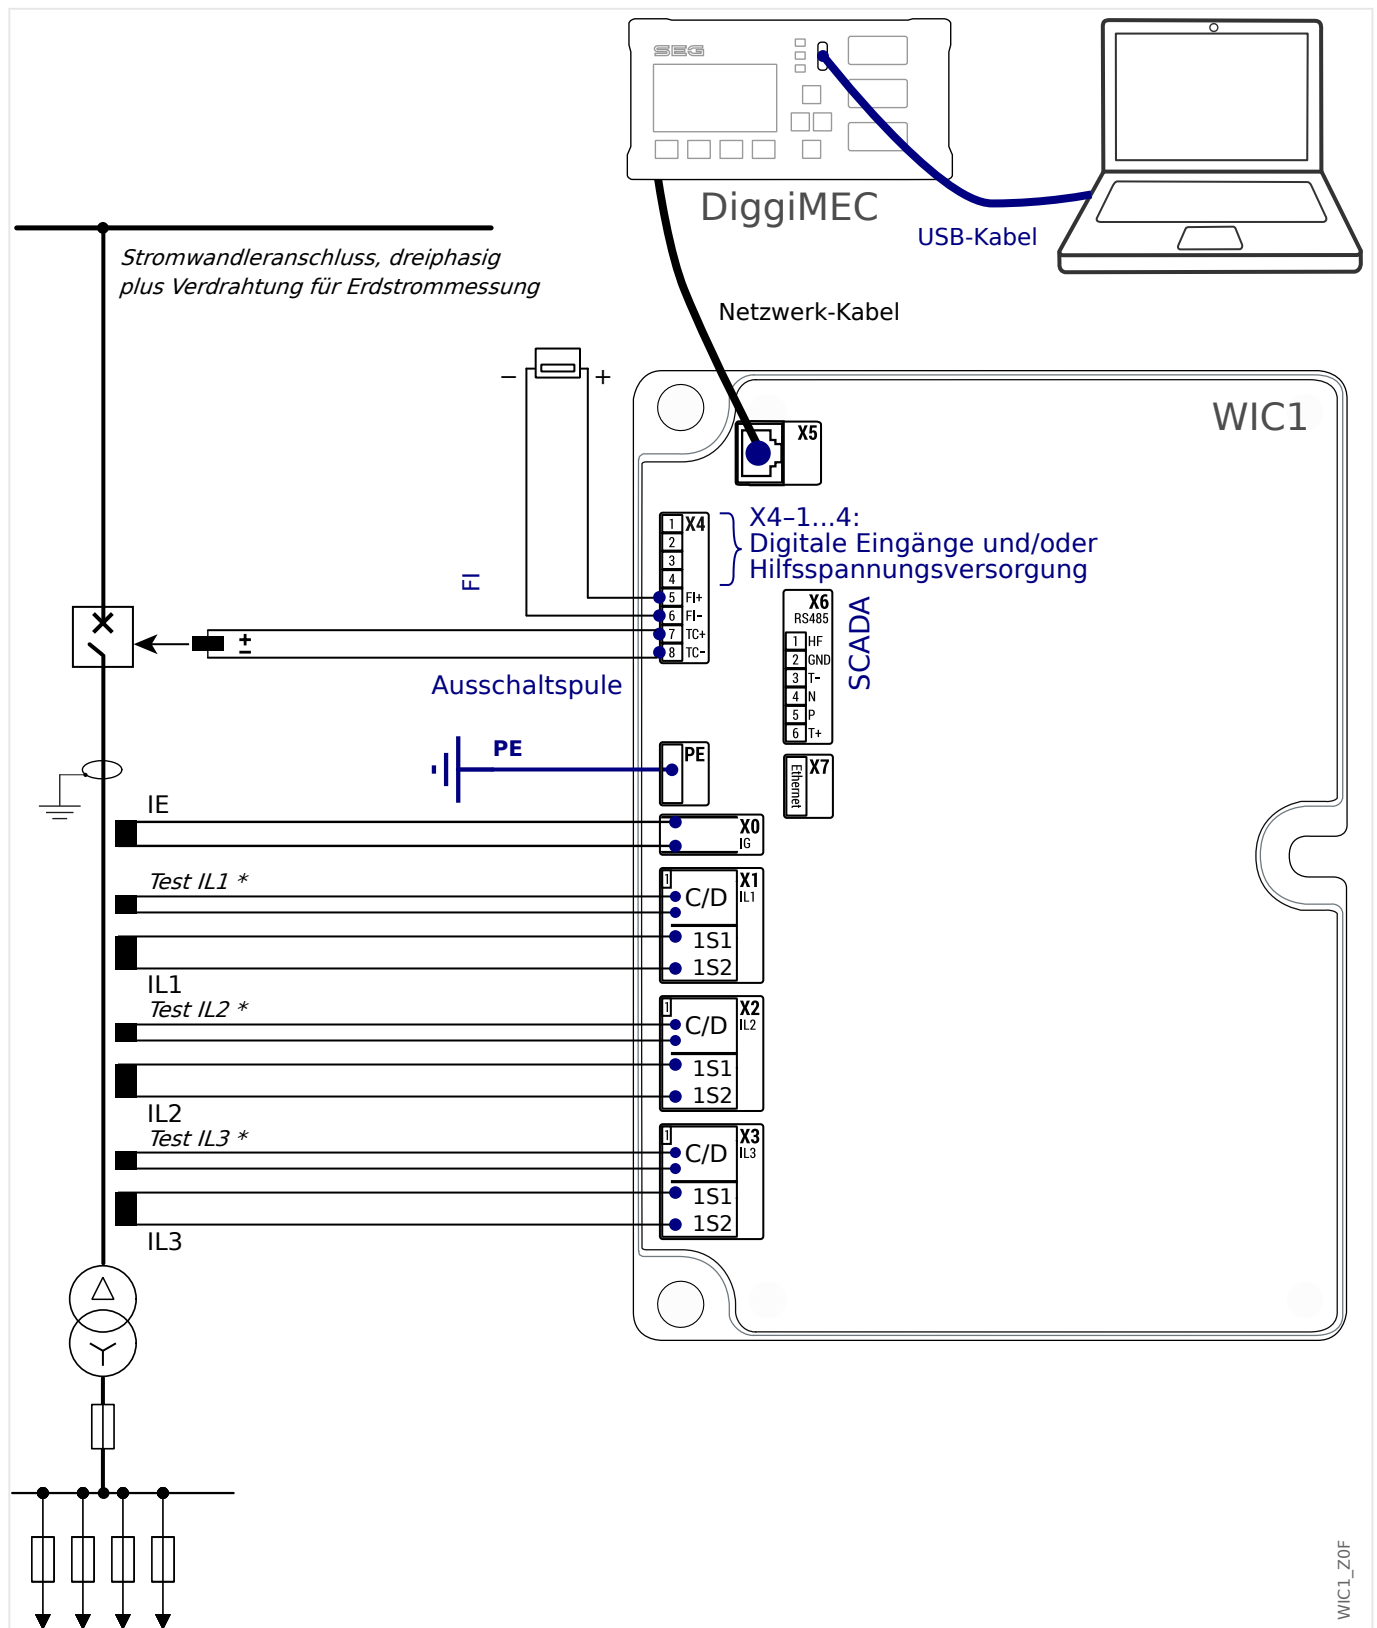 SEG
DiggiMEC
USB-Kabel
Stromwandleranschluss, dreiphasig
plus Verdrahtung für Erdstrommessung
Netzwerk-Kabel
− +
WIC1
X5
X4
1
2
3
4
5 FI+
6 FI-
7 TC+
8 TC-
X4–1...4:
Digitale Eingänge und/oder
Hilfsspannungsversorgung
FI
±
Ausschaltspule
X6
RS485
1 HF
2 GND
3 T-
4 N
5 P
6 T+
SCADA
PE
PE
X7
Ethernet
IE
X0
IG
Test IL1 *
1
C/D
X1
IL1
1S1
1S2
IL1
Test IL2 *
1
C/D
X2
IL2
1S1
1S2
IL2
Test IL3 *
1
C/D
X3
IL3
1S1
1S2
IL3
WIC1_Z0F